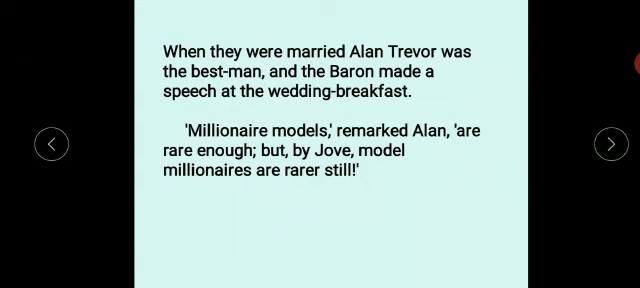 When they were married Alan Trevor was
the best-man, and the Baron made a
speech at the wedding-breakfast.
'Millionaire models,' remarked Alan, 'are
rare enough; but, by Jove, model
millionaires are rarer still!'